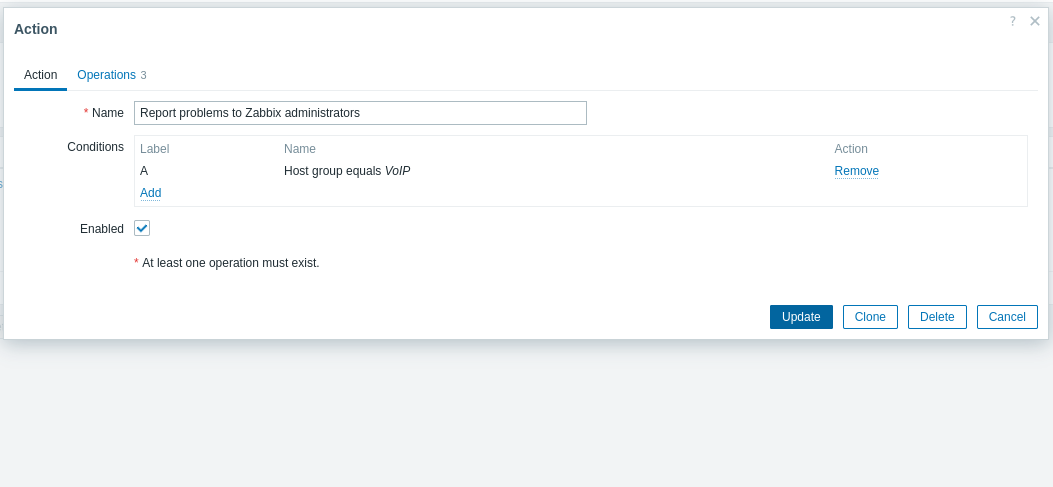 Action
?
Action Operations 3
* Name Report problems to Zabbix administrators
Conditions Label Name Action
A Host group equals VoIP Remove
Add
Enabled
* At least one operation must exist.
Update Clone Delete Cancel